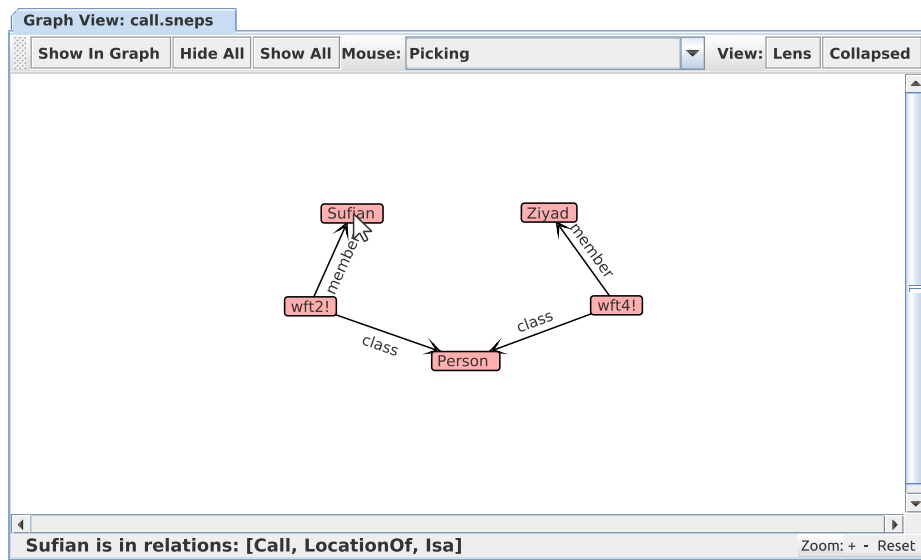 Graph View: call.sneps
Show In Graph Hide All Show All Mouse: Picking View: Lens Collapsed
Sufian Ziyad
member member
wft2! wft4!
class class
Person
Sufian is in relations: [Call, LocationOf, Isa] Zoom: + - Reset